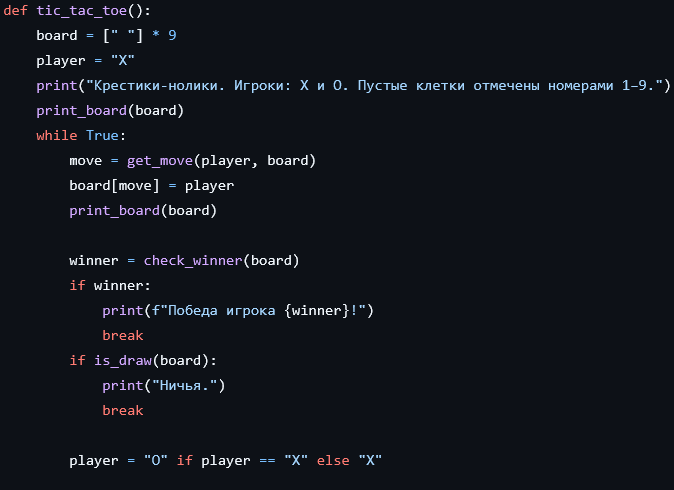 def tic_tac_toe():
    board = [" "] * 9
    player = "X"
    print("Крестики-нолики. Игроки: X и O. Пустые клетки отмечены номерами 1–9.")
    print_board(board)
    while True:
        move = get_move(player, board)
        board[move] = player
        print_board(board)

        winner = check_winner(board)
        if winner:
            print(f"Победа игрока {winner}!")
            break
        if is_draw(board):
            print("Ничья.")
            break

        player = "O" if player == "X" else "X"